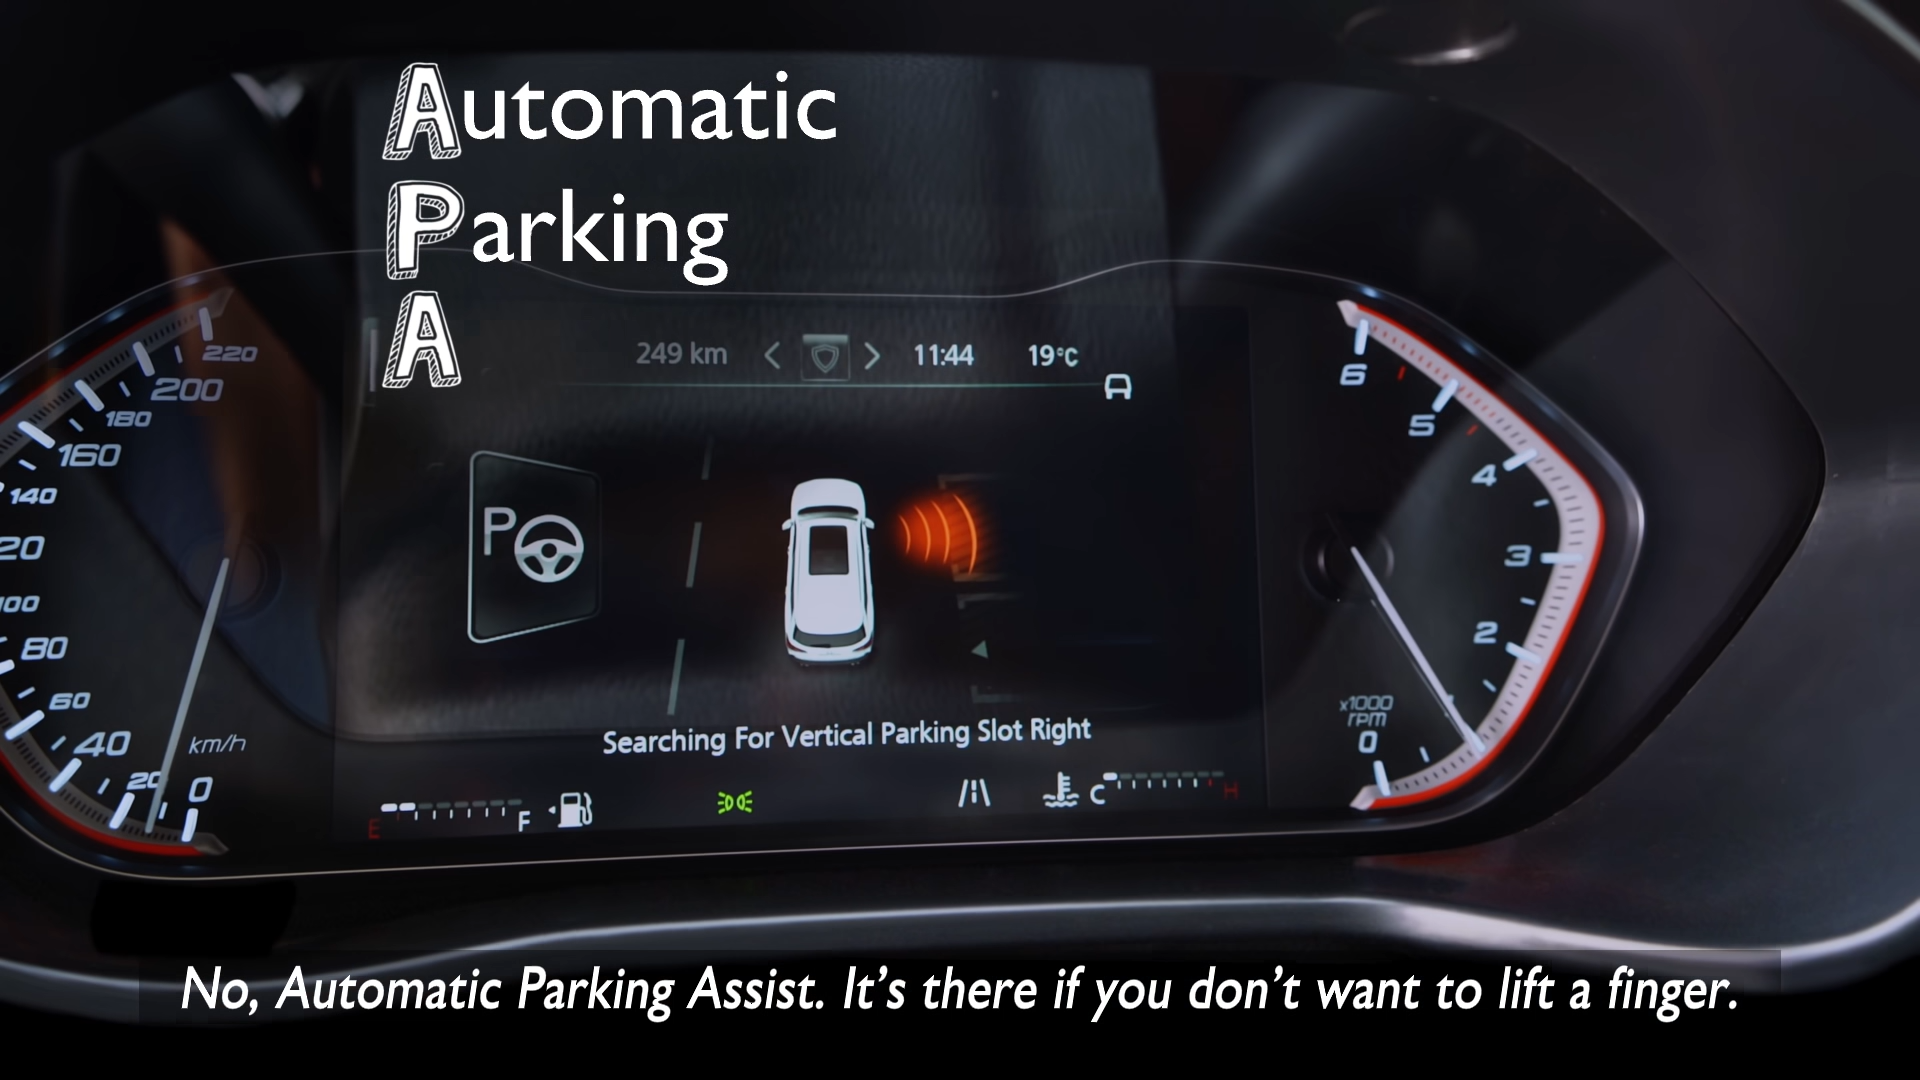 Automatic
Parking
A
249 km < > 11:44 19°C
220
200
180
160
140
20
100
80
60
40
20
0
km/h
P
6
5
4
3
2
x1000
rpm
0
Searching For Vertical Parking Slot Right
E F
C H
No, Automatic Parking Assist. It's there if you don't want to lift a finger.